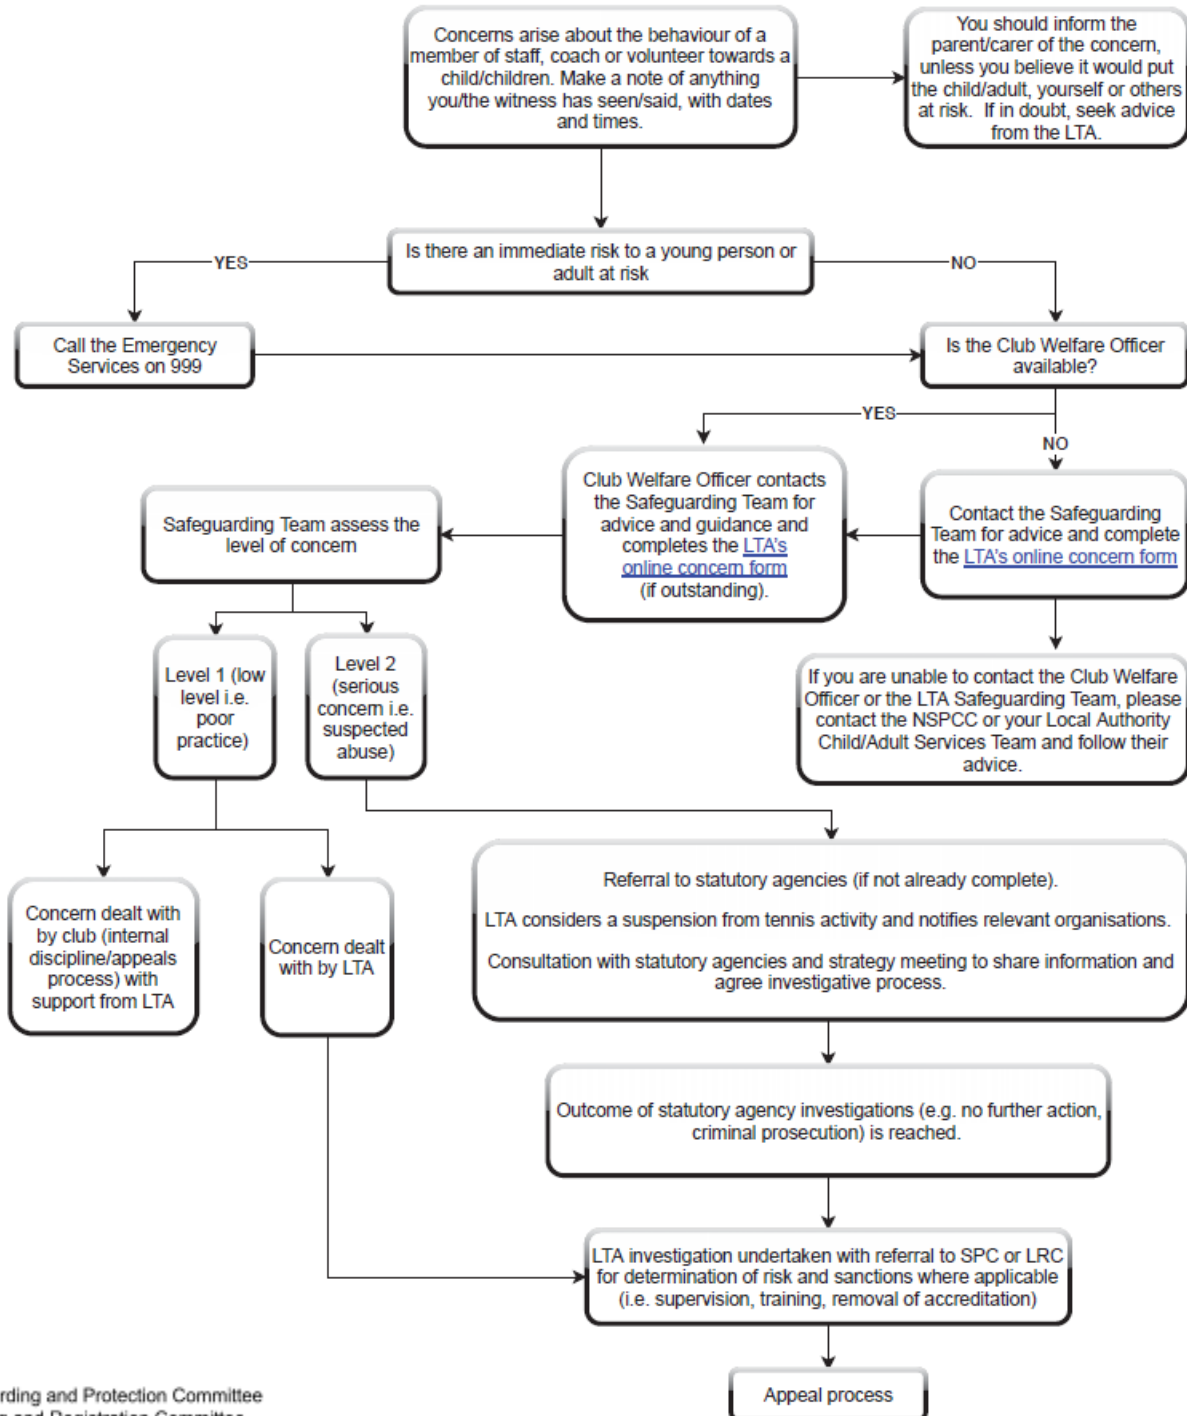 Concerns arise about the behaviour of a
member of staff, coach or volunteer towards a
child/children. Make a note of anything
you/the witness has seen/said, with dates
and times.
You should inform the
parent/carer of the concern,
unless you believe it would put
the child/adult, yourself or others
at risk. If in doubt, seek advice
from the LTA.
Is there an immediate risk to a young person or
adult at risk
YES
NO
Call the Emergency
Services on 999
Is the Club Welfare Officer
available?
YES
NO
Club Welfare Officer contacts
the Safeguarding Team for
advice and guidance and
completes the LTA's
online concern form
(if outstanding).
Contact the Safeguarding
Team for advice and complete
the LTA's online concern form
Safeguarding Team assess the
level of concern
Level 1 (low
level i.e.
poor
practice)
Level 2
(serious
concern i.e.
suspected
abuse)
If you are unable to contact the Club Welfare
Officer or the LTA Safeguarding Team, please
contact the NSPCC or your Local Authority
Child/Adult Services Team and follow their
advice.
Concern dealt with
by club (internal
discipline/appeals
process) with
support from LTA
Concern dealt
with by LTA
Referral to statutory agencies (if not already complete).
LTA considers a suspension from tennis activity and notifies relevant organisations.
Consultation with statutory agencies and strategy meeting to share information and
agree investigative process.
Outcome of statutory agency investigations (e.g. no further action,
criminal prosecution) is reached.
LTA investigation undertaken with referral to SPC or LRC
for determination of risk and sanctions where applicable
(i.e. supervision, training, removal of accreditation)
Appeal process
rding and Protection Committee
and Registration Committee